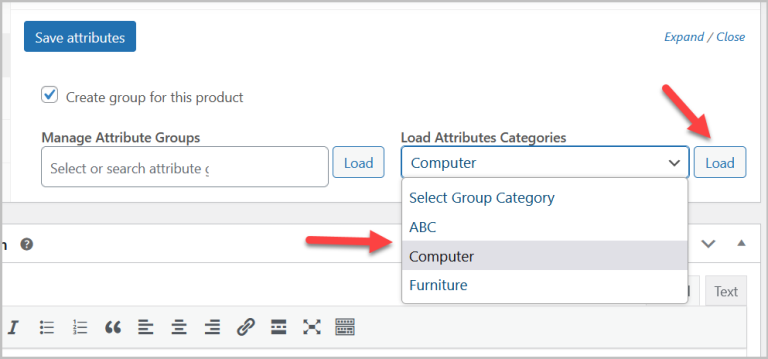 Save attributes
Expand / Close
Create group for this product
Manage Attribute Groups
Load Attributes Categories
Select or search attribute g
Load
Computer
Load
Select Group Category
ABC
Computer
Furniture
Text